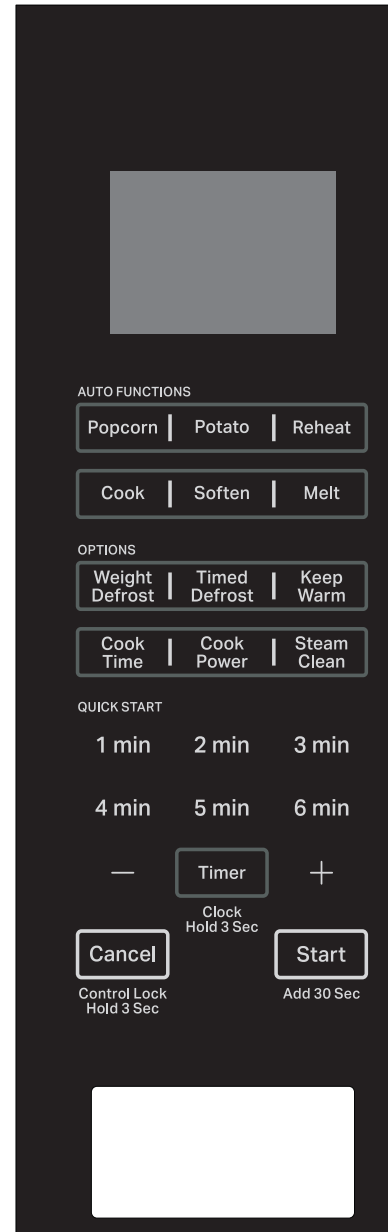 AUTO FUNCTIONS
Popcorn Potato Reheat
Cook Soften Melt
OPTIONS
Weight Timed Keep
Defrost Defrost Warm
Cook Cook Steam
Time Power Clean
QUICK START
1 min 2 min 3 min
4 min 5 min 6 min
— Timer +
Clock
Hold 3 Sec
Cancel Start
Control Lock Add 30 Sec
Hold 3 Sec